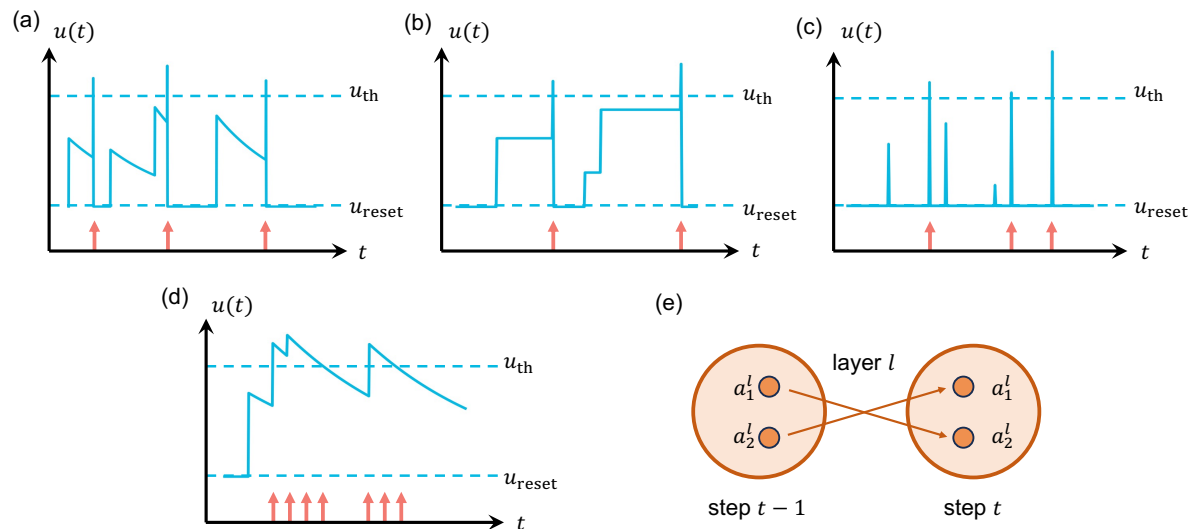 (a)
u(t)
u_th
u_reset
t
(b)
u(t)
u_th
u_reset
t
(c)
u(t)
u_th
u_reset
t
(d)
u(t)
u_th
u_reset
t
(e)
layer l
a_1^l
a_2^l
a_1^l
a_2^l
step t − 1
step t